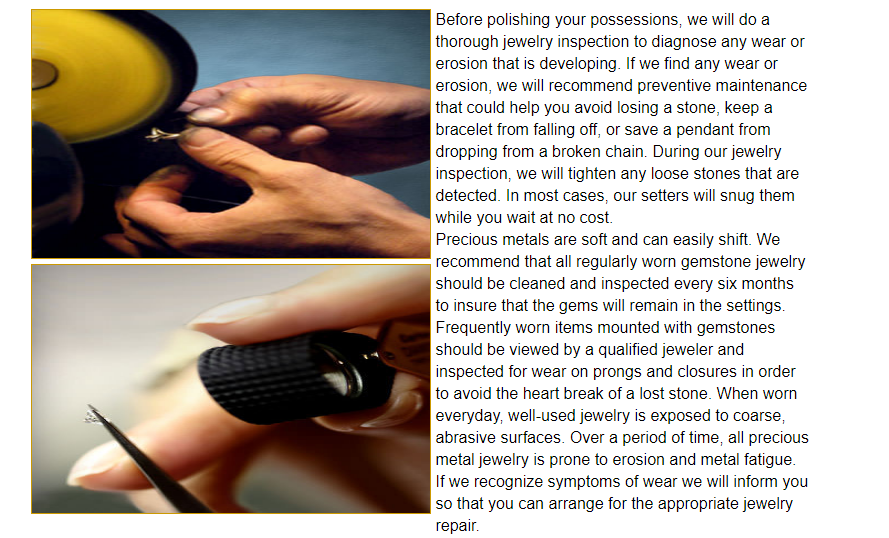 Before polishing your possessions, we will do a
thorough jewelry inspection to diagnose any wear or
erosion that is developing. If we find any wear or
erosion, we will recommend preventive maintenance
that could help you avoid losing a stone, keep a
bracelet from falling off, or save a pendant from
dropping from a broken chain. During our jewelry
inspection, we will tighten any loose stones that are
detected. In most cases, our setters will snug them
while you wait at no cost.
Precious metals are soft and can easily shift. We
recommend that all regularly worn gemstone jewelry
should be cleaned and inspected every six months
to insure that the gems will remain in the settings.
Frequently worn items mounted with gemstones
should be viewed by a qualified jeweler and
inspected for wear on prongs and closures in order
to avoid the heart break of a lost stone. When worn
everyday, well-used jewelry is exposed to coarse,
abrasive surfaces. Over a period of time, all precious
metal jewelry is prone to erosion and metal fatigue.
If we recognize symptoms of wear we will inform you
so that you can arrange for the appropriate jewelry
repair.